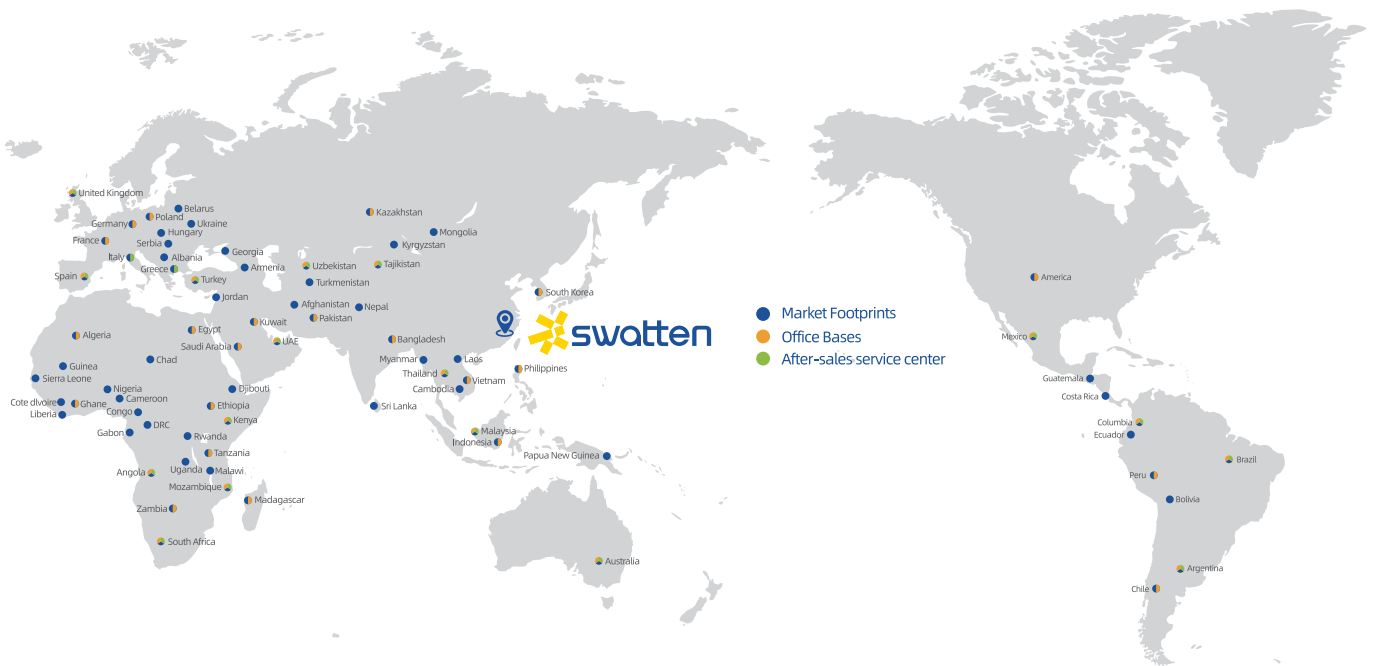 United Kingdom
Belarus
Poland
Germany
Ukraine
Hungary
France
Serbia
Italy
Albania
Georgia
Greece
Armenia
Spain
Turkey
Kazakhstan
Mongolia
Kyrgyzstan
Uzbekistan
Tajikistan
Turkmenistan
Jordan
Afghanistan
Nepal
Pakistan
South Korea
Kuwait
Egypt
Algeria
Saudi Arabia
UAE
Bangladesh
swatten
Market Footprints
Office Bases
After-sales service center
Chad
Guinea
Sierra Leone
Myanmar
Laos
Thailand
Philippines
Vietnam
Cambodia
Nigeria
Djibouti
Cameroon
Cote dlvoire
Ghane
Liberia
Congo
Ethiopia
Kenya
Sri Lanka
DRC
Gabon
Rwanda
Malaysia
Indonesia
Tanzania
Papua New Guinea
Uganda
Malawi
Angola
Mozambique
Madagascar
Zambia
South Africa
Australia
America
Mexico
Guatemala
Costa Rica
Columbia
Ecuador
Brazil
Peru
Bolivia
Argentina
Chile